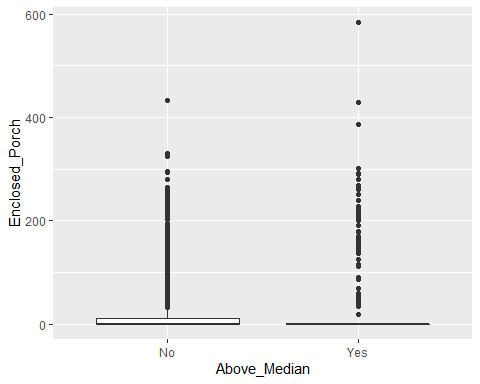 600
400
200
0
Enclosed_Porch
No
Yes
Above_Median